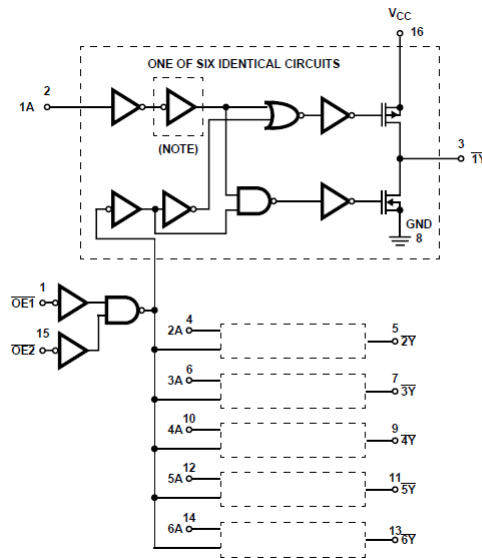 VCC
16
ONE OF SIX IDENTICAL CIRCUITS
2
1A
(NOTE)
3
1Y
GND
8
1
OE1
15
OE2
4
2A
5
2Y
6
3A
7
3Y
10
4A
9
4Y
12
5A
11
5Y
14
6A
13
6Y